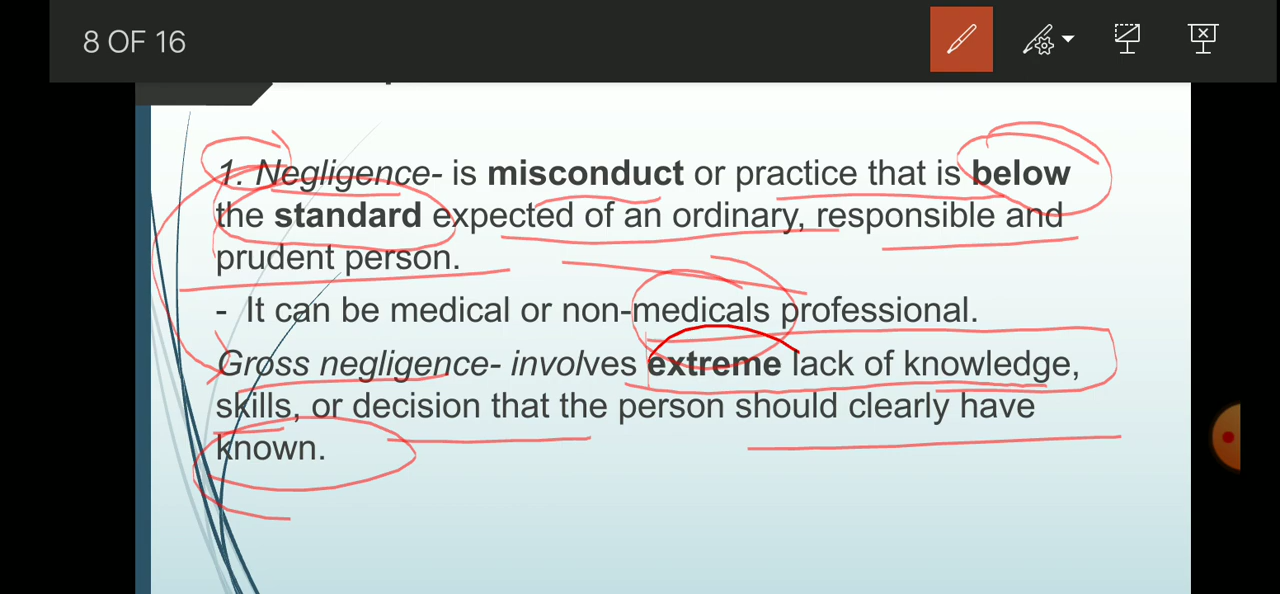 8 OF 16
1. Negligence- is misconduct or practice that is below
the standard expected of an ordinary, responsible and
prudent person.
- It can be medical or non-medicals professional.
Gross negligence- involves extreme lack of knowledge,
skills, or decision that the person should clearly have
known.